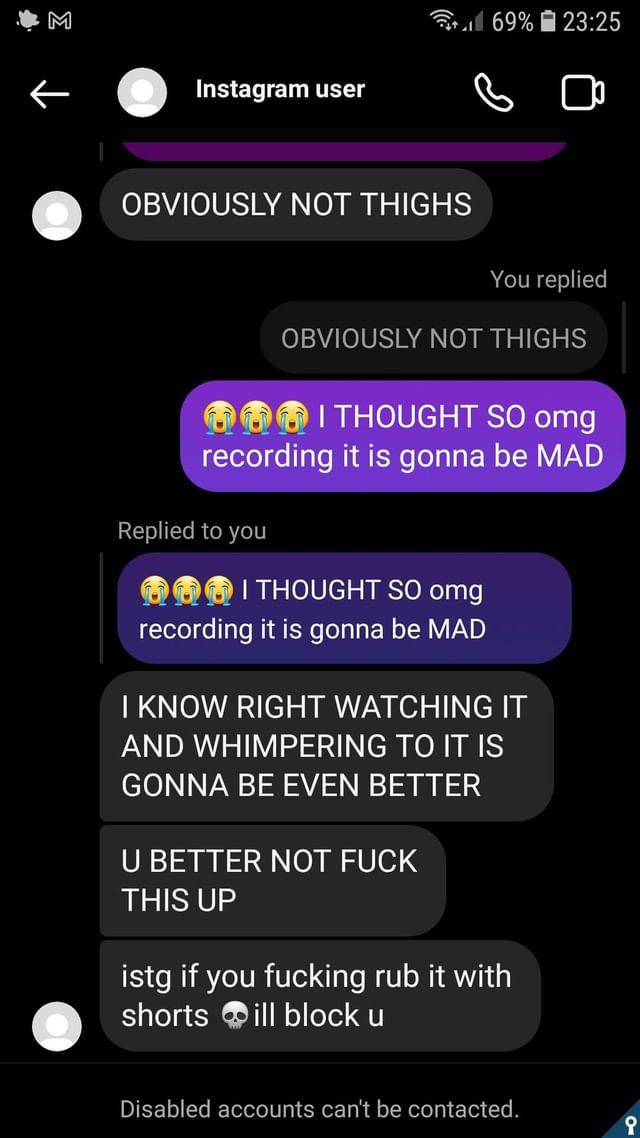 69% 23:25
Instagram user
OBVIOUSLY NOT THIGHS
You replied
OBVIOUSLY NOT THIGHS
😭😭😭 I THOUGHT SO omg
recording it is gonna be MAD
Replied to you
😭😭😭 I THOUGHT SO omg
recording it is gonna be MAD
I KNOW RIGHT WATCHING IT
AND WHIMPERING TO IT IS
GONNA BE EVEN BETTER
U BETTER NOT FUCK
THIS UP
istg if you fucking rub it with
shorts 💀ill block u
Disabled accounts can't be contacted.